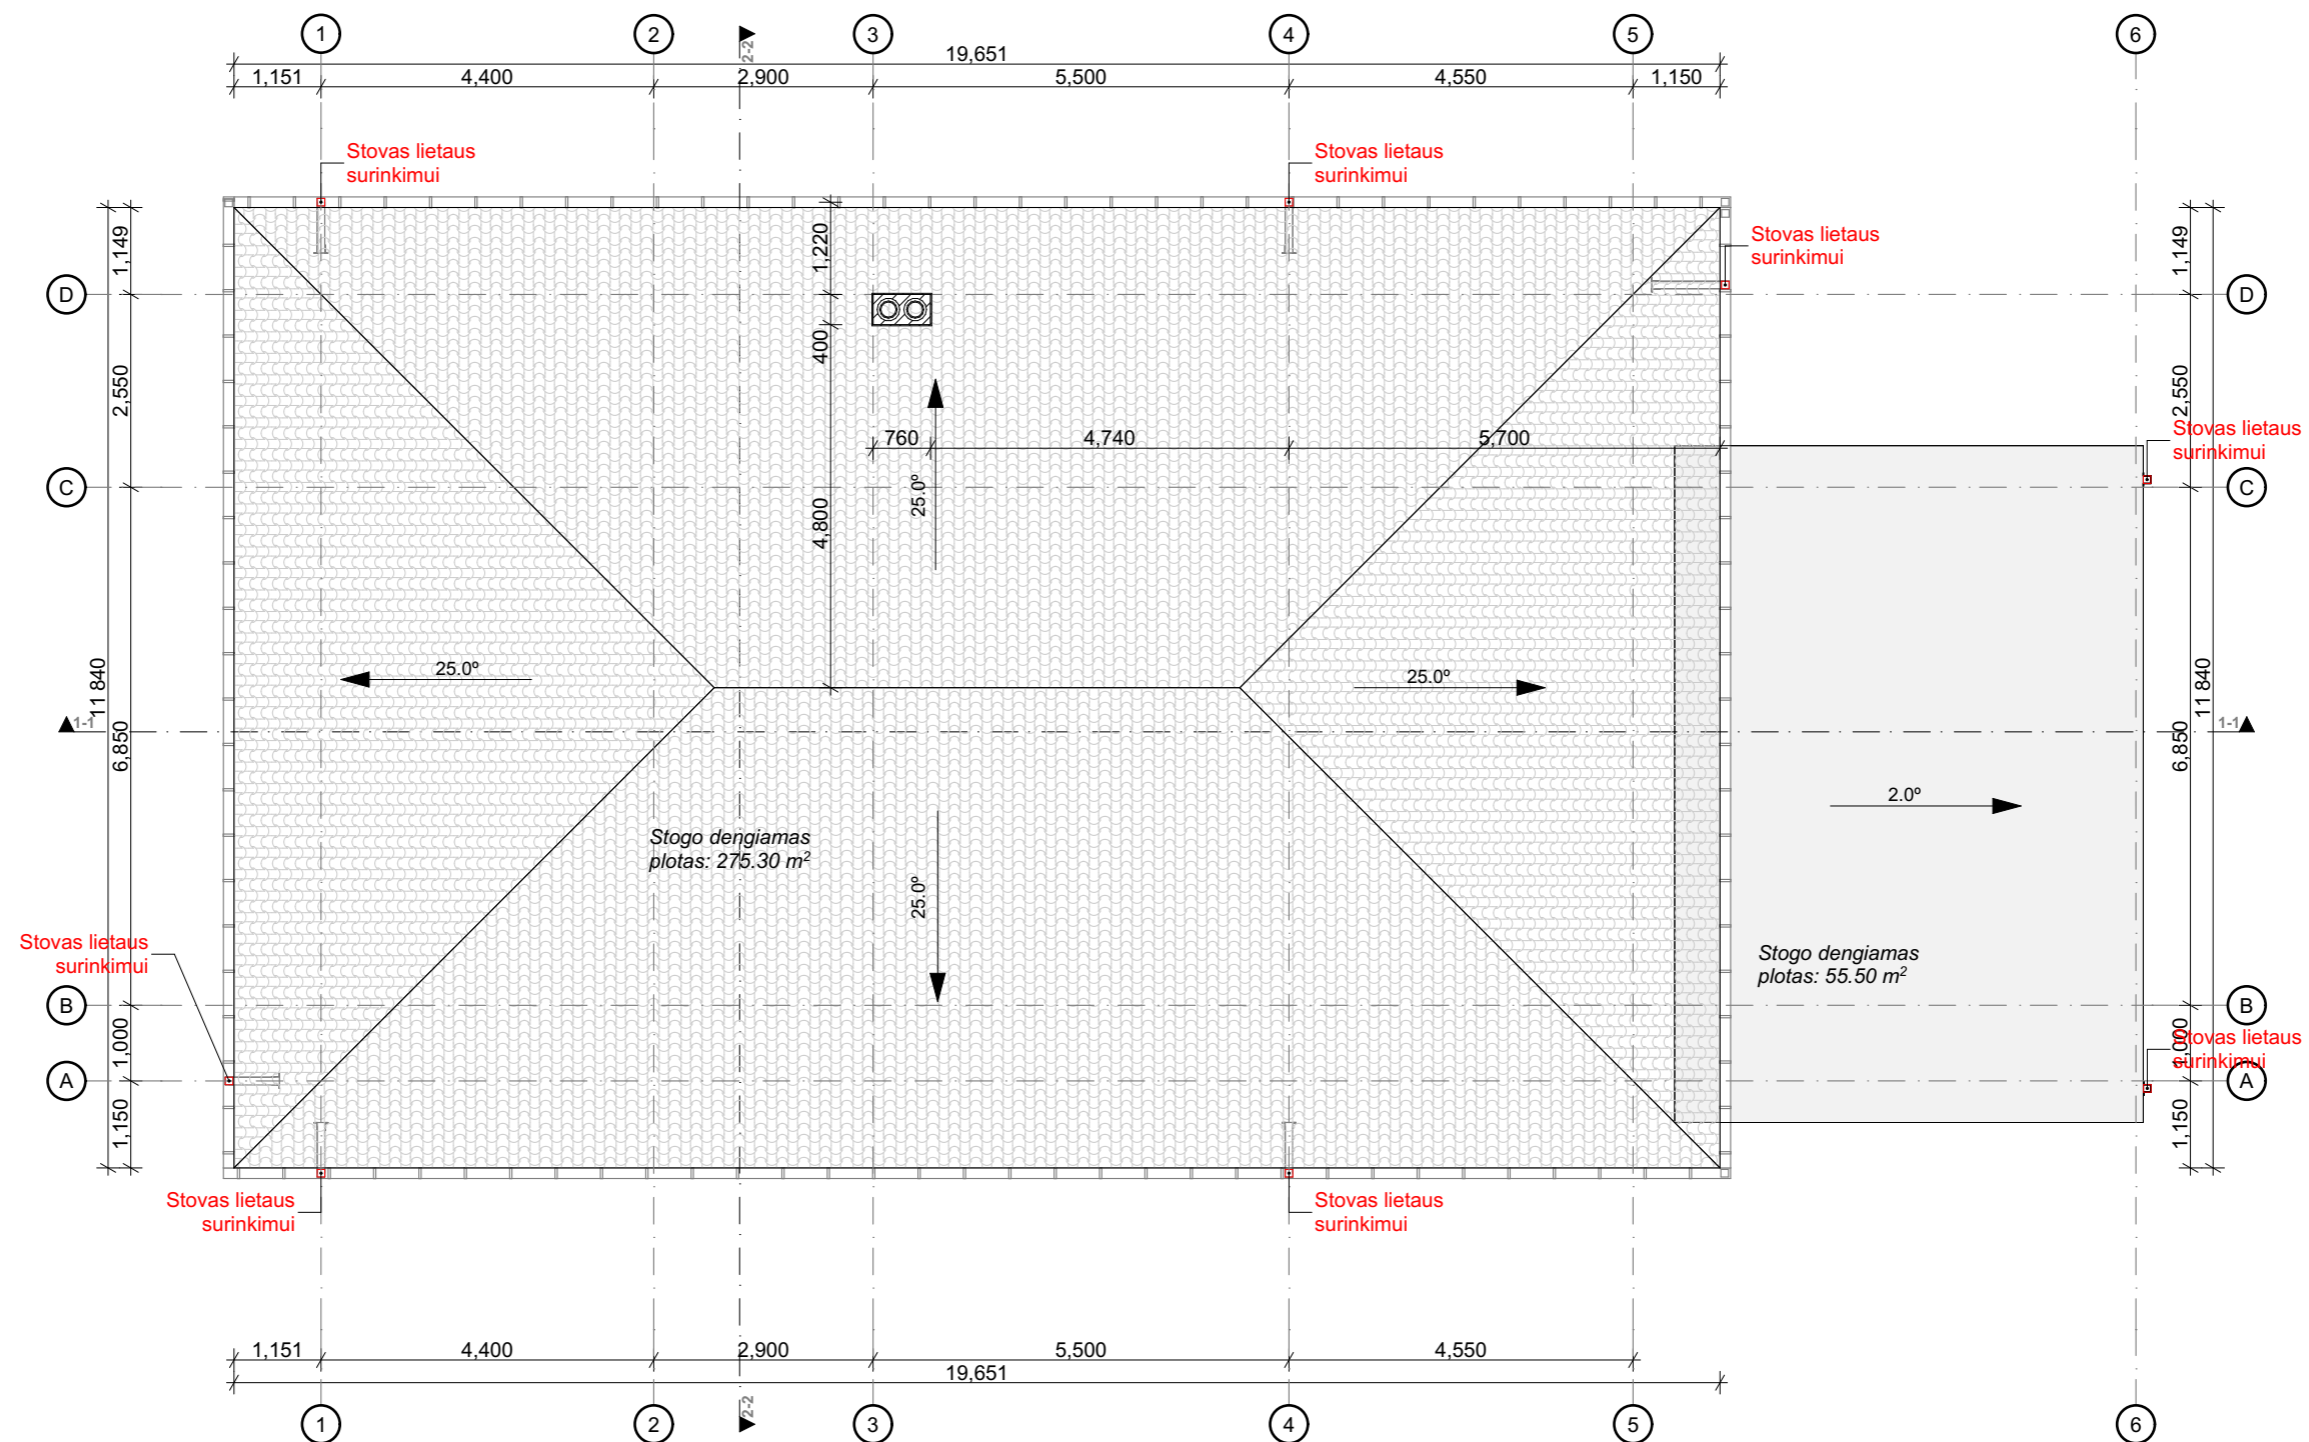 1 2 3 4 5 6
2-2
19,651
1,151 4,400 2,900 5,500 4,550 1,150
Stovas lietaus
surinkimui
Stovas lietaus
surinkimui
Stovas lietaus
surinkimui
1,149
1,220
1,149
D
D
400
2,550
2,550
760 4,740 5,700
Stovas lietaus
surinkimui
25.0º
C
C
4,800
25.0º
25.0º
11 840
11 840
1-1
1-1
6,850
6,850
2.0º
Stogo dengiamas
plotas: 275.30 m²
25.0º
Stovas lietaus
surinkimui
Stogo dengiamas
plotas: 55.50 m²
B
B
1,000
1,000
Stovas lietaus
surinkimui
A
A
1,150
1,150
Stovas lietaus
surinkimui
Stovas lietaus
surinkimui
1,151 4,400 2,900 5,500 4,550
19,651
2-2
1 2 3 4 5 6